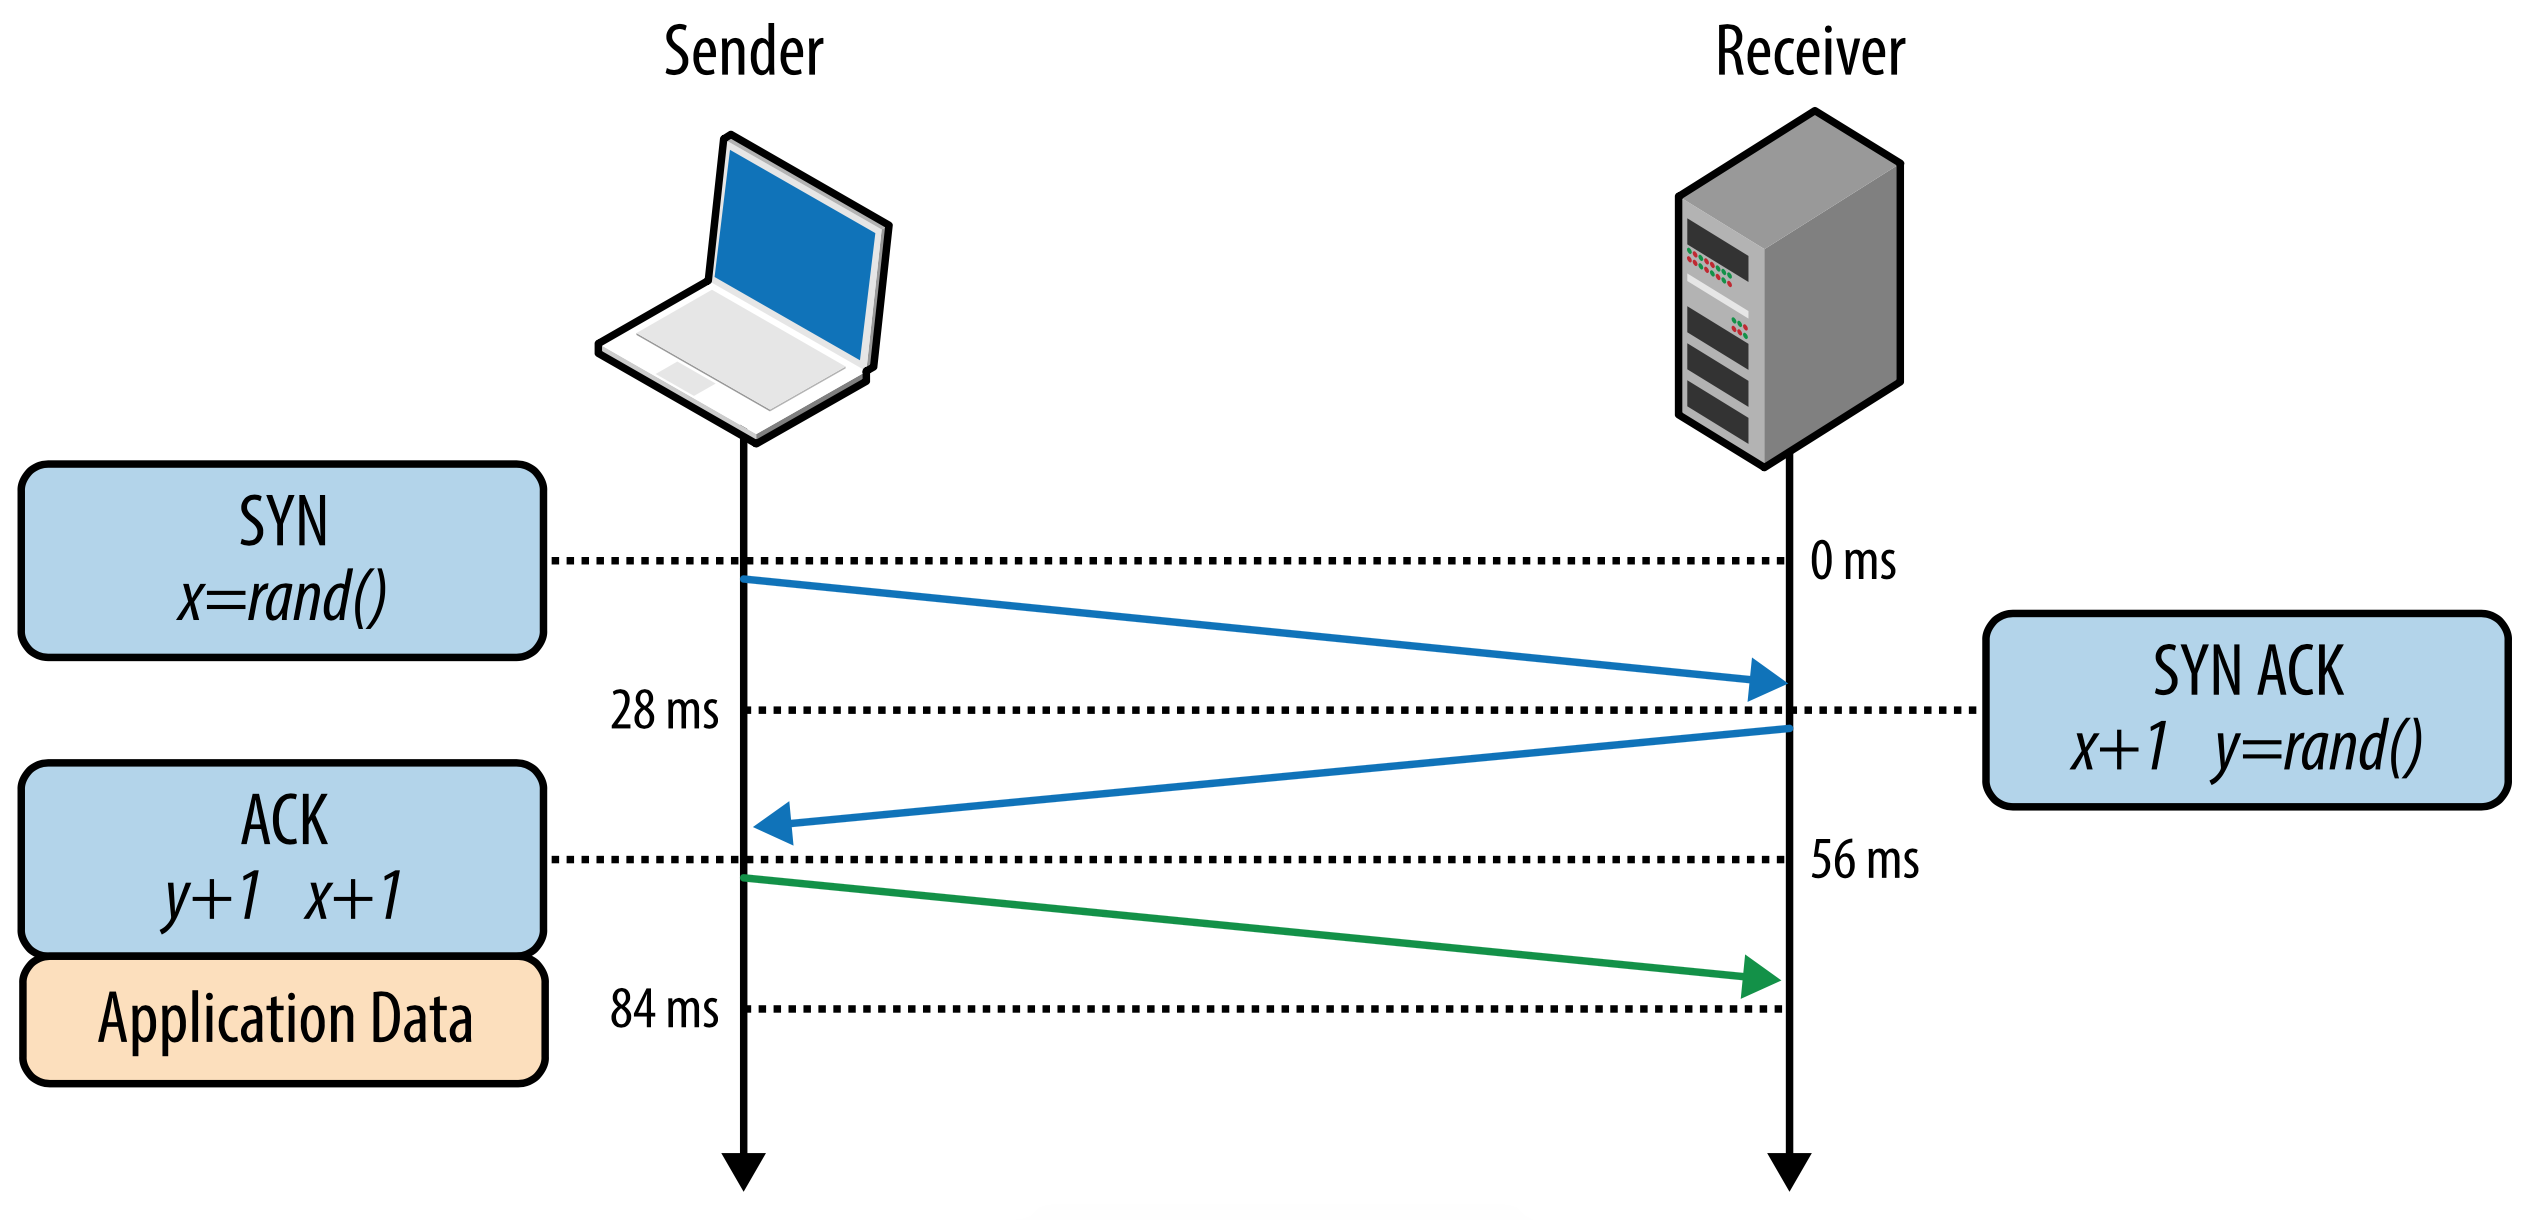 Sender
Receiver
SYN
x=rand()
0 ms
28 ms
SYN ACK
x+1 y=rand()
ACK
y+1 x+1
56 ms
Application Data
84 ms